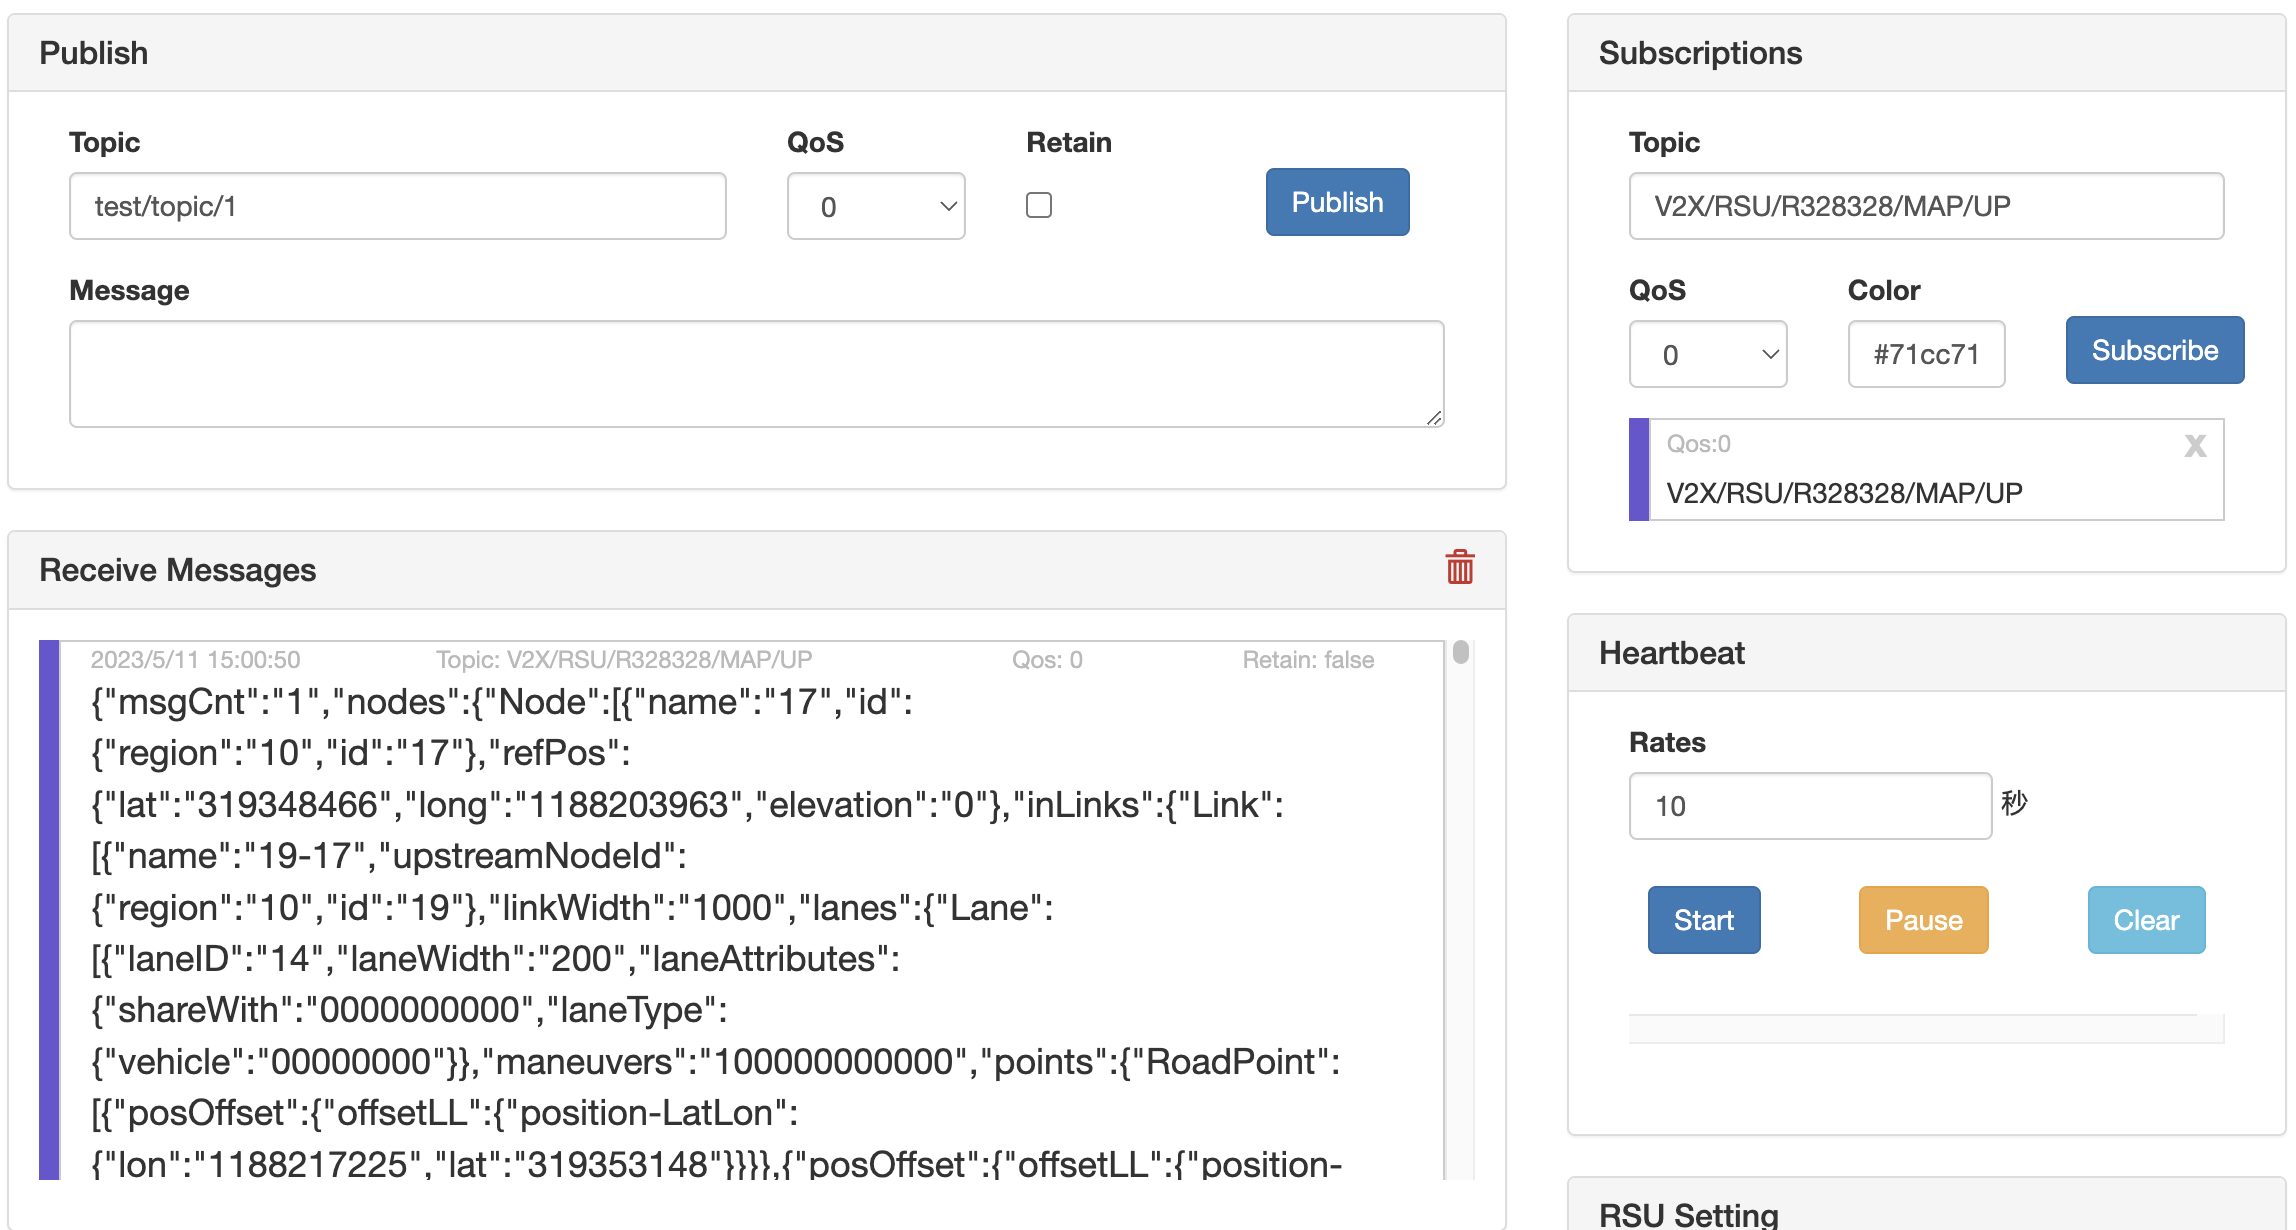 Publish
Topic
QoS
Retain
test/topic/1
0
Publish
Message
Receive Messages
2023/5/11 15:00:50
Topic: V2X/RSU/R328328/MAP/UP
Qos: 0
Retain: false
{"msgCnt":"1","nodes":{"Node":[{"name":"17","id":
{"region":"10","id":"17"},"refPos":
{"lat":"319348466","long":"1188203963","elevation":"0"},"inLinks":{"Link":
[{"name":"19-17","upstreamNodeId":
{"region":"10","id":"19"},"linkWidth":"1000","lanes":{"Lane":
[{"laneID":"14","laneWidth":"200","laneAttributes":
{"shareWith":"0000000000","laneType":
{"vehicle":"00000000"}},"maneuvers":"100000000000","points":{"RoadPoint":
[{"posOffset":{"offsetLL":{"position-LatLon":
{"lon":"1188217225","lat":"319353148"}}}},{"posOffset":{"offsetLL":{"position-
Subscriptions
Topic
V2X/RSU/R328328/MAP/UP
QoS
Color
0
#71cc71
Subscribe
Qos:0
x
V2X/RSU/R328328/MAP/UP
Heartbeat
Rates
10
秒
Start
Pause
Clear
RSU Setting